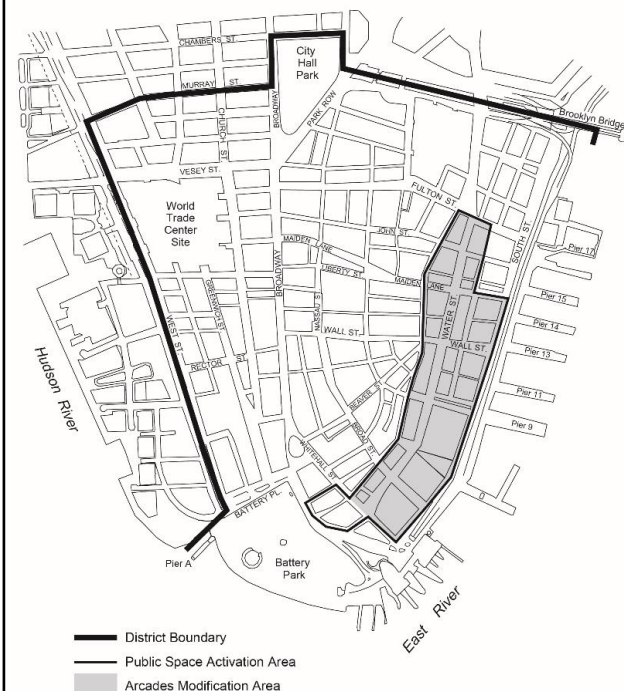 CHAMBERS ST.
City
Hall
Park
MURRAY ST.
BROADWAY
PARK ROW
CHURCH ST.
Brooklyn Bridge
VESEY ST.
FULTON ST.
World
Trade
Center
Site
JOHN ST.
SOUTH ST.
Pier 17
MAIDEN LANE
LIBERTY ST.
MAIDEN LANE
BROADWAY
GREENWICH ST.
NASSAU ST.
WATER ST.
Pier 15
WEST ST.
WALL ST.
WALL ST.
Pier 14
Pier 13
Hudson River
RECTOR ST.
BEAVER ST.
Pier 11
BROAD ST.
Pier 9
WHITEHALL ST.
BATTERY PL.
Pier A
Battery
Park
East River
District Boundary
Public Space Activation Area
Arcades Modification Area